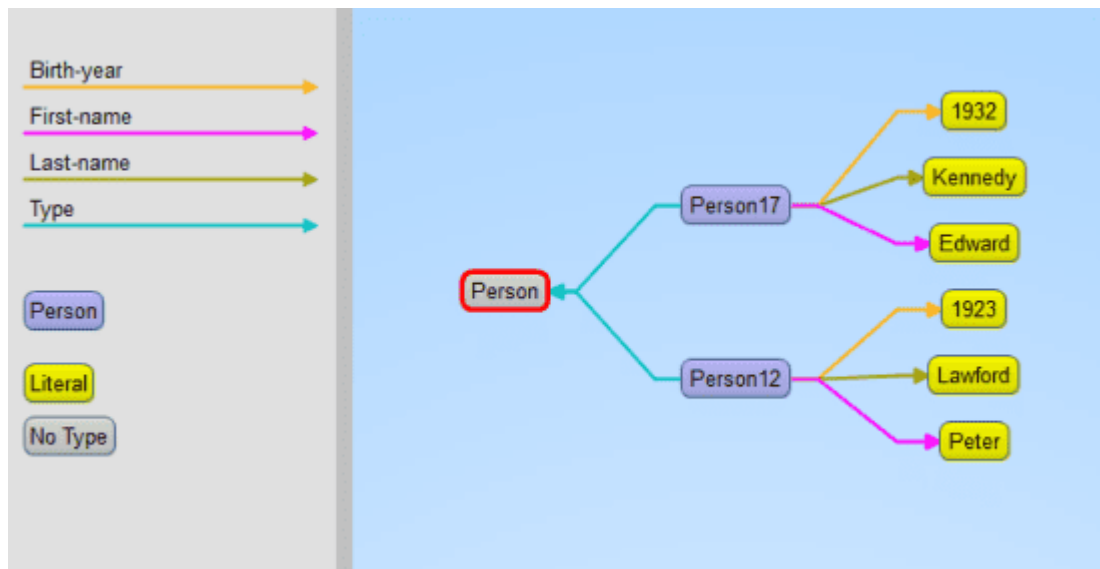 Birth-year
First-name
Last-name
Type
Person
Literal
No Type
Person
Person17
1932
Kennedy
Edward
Person12
1923
Lawford
Peter